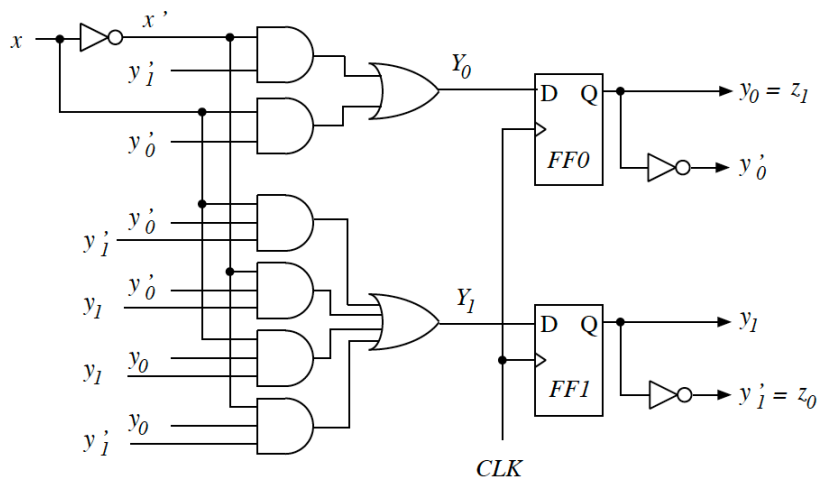 x
x'
y'1
y'0
Y0
D Q
FF0
y0 = z1
y'0
y'0
y'1
y'0
y1
y0
y1
y0
y'1
Y1
D Q
FF1
y1
y'1 = z0
CLK